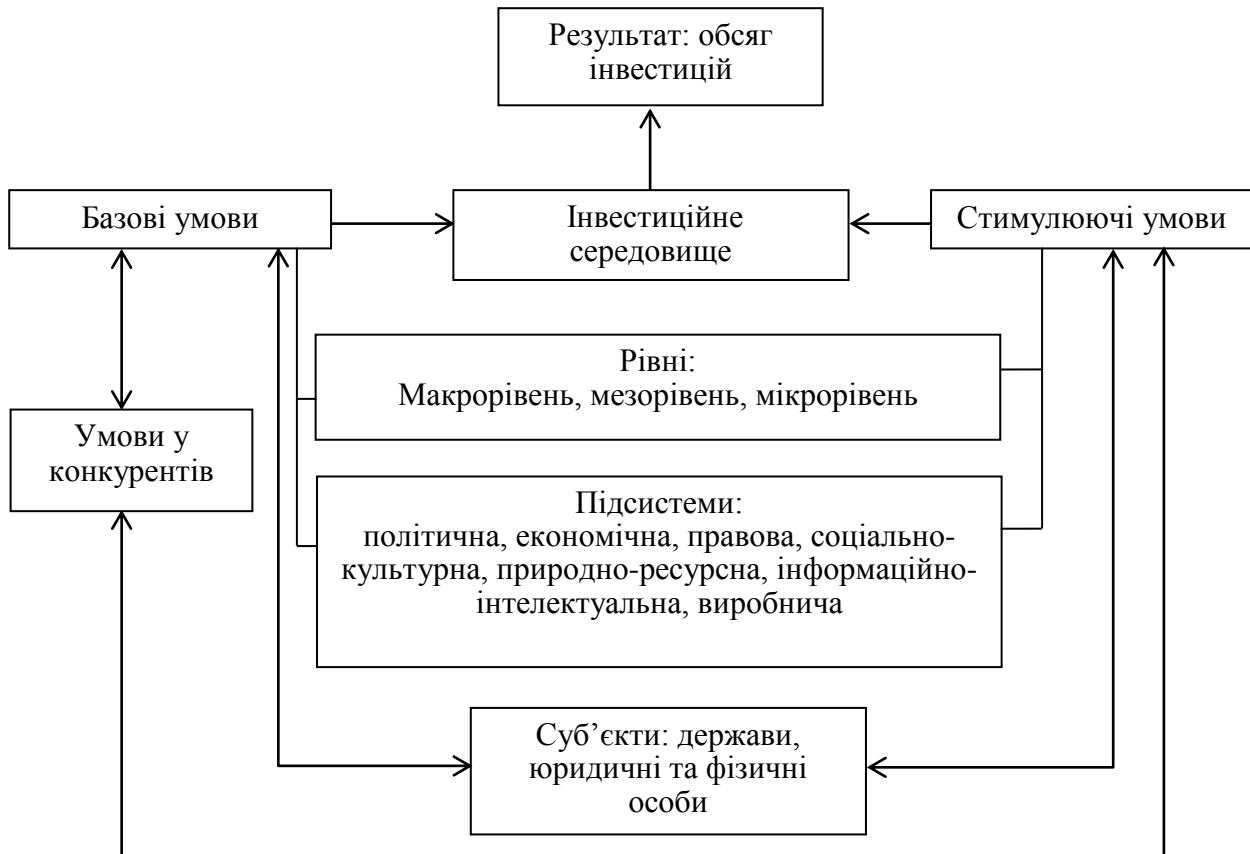 Результат: обсяг
інвестицій
Базові умови
Інвестиційне
середовище
Стимулюючі умови
Рівні:
Макрорівень, мезорівень, мікрорівень
Умови у
конкурентів
Підсистеми:
політична, економічна, правова, соціально-
культурна, природно-ресурсна, інформаційно-
інтелектуальна, виробнича
Суб’єкти: держави,
юридичні та фізичні
особи